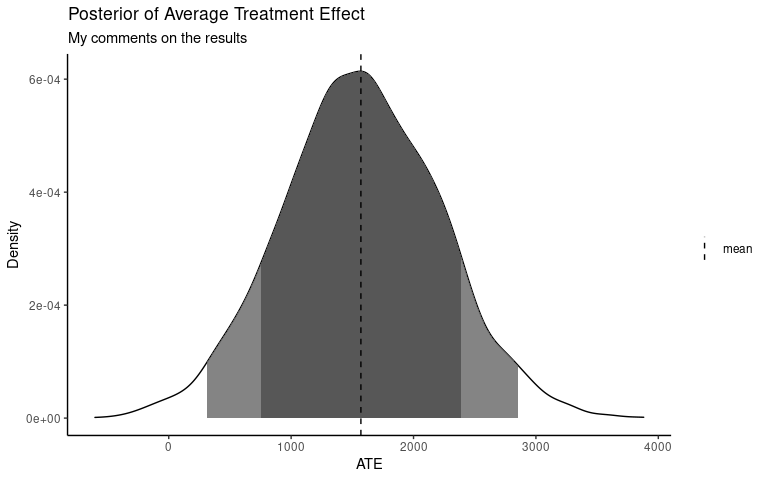 Posterior of Average Treatment Effect
My comments on the results
6e-04
4e-04
2e-04
0e+00
Density
0
1000
2000
3000
4000
ATE
mean